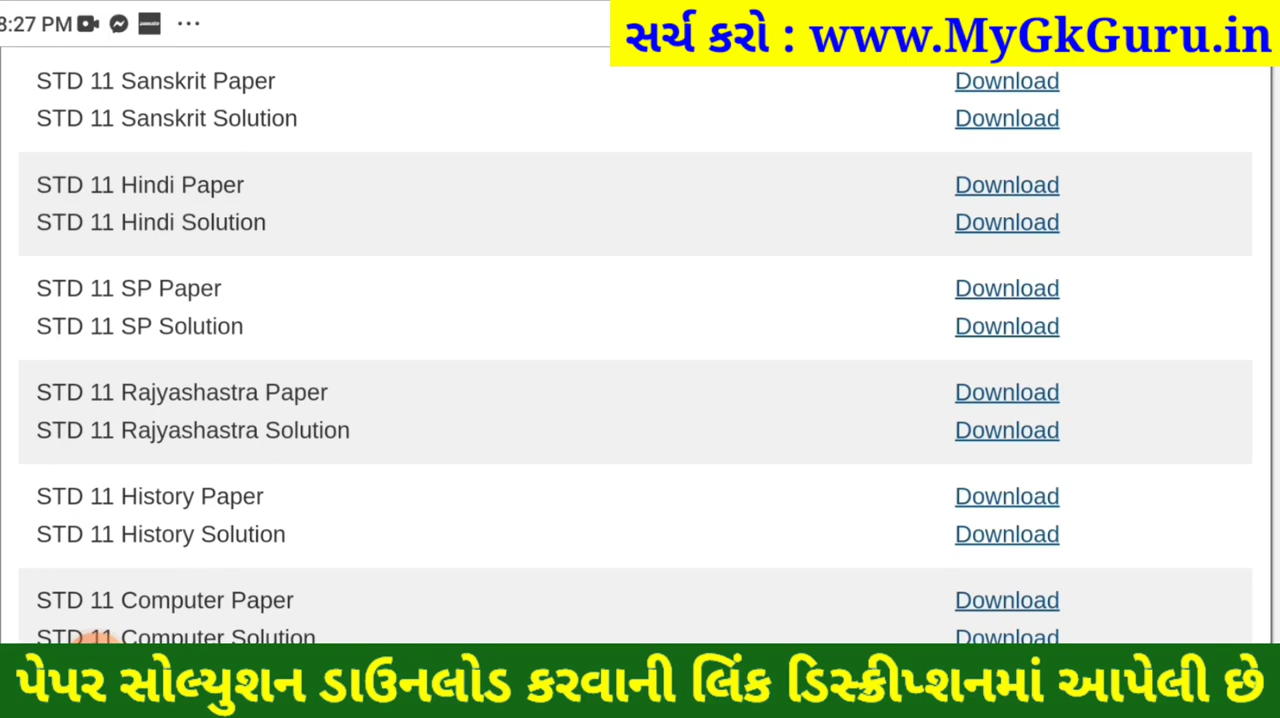 8:27 PM
સર્ચ કરો : www.MyGkGuru.in
STD 11 Sanskrit Paper Download
STD 11 Sanskrit Solution Download
STD 11 Hindi Paper Download
STD 11 Hindi Solution Download
STD 11 SP Paper Download
STD 11 SP Solution Download
STD 11 Rajyashastra Paper Download
STD 11 Rajyashastra Solution Download
STD 11 History Paper Download
STD 11 History Solution Download
STD 11 Computer Paper Download
STD 11 Computer Solution Download
પેપર સોલ્યુશન ડાઉનલોડ કરવાની લિંક ડિસ્ક્રીપ્શનમાં આપેલી છે